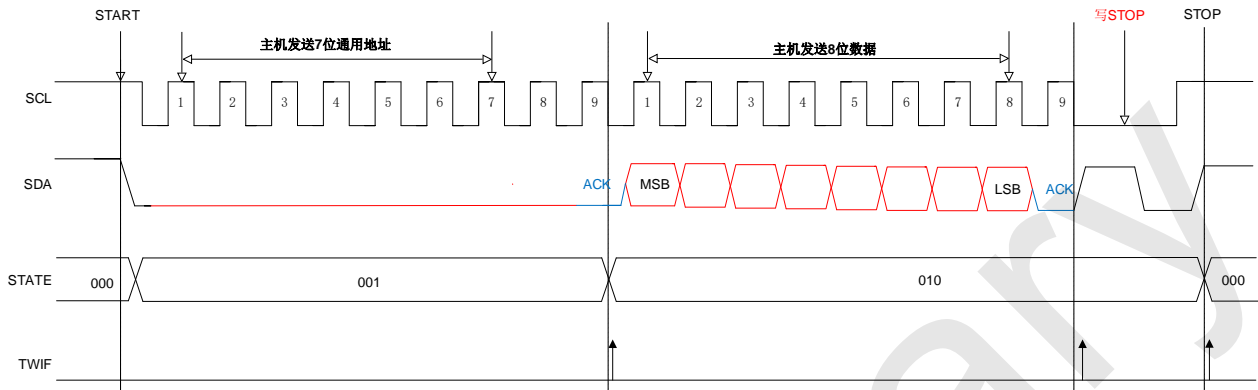 START
写STOP
STOP
主机发送7位通用地址
主机发送8位数据
SCL
1 2 3 4 5 6 7 8 9 1 2 3 4 5 6 7 8 9
SDA
ACK MSB LSB ACK
STATE
000 001 010 000
TWIF